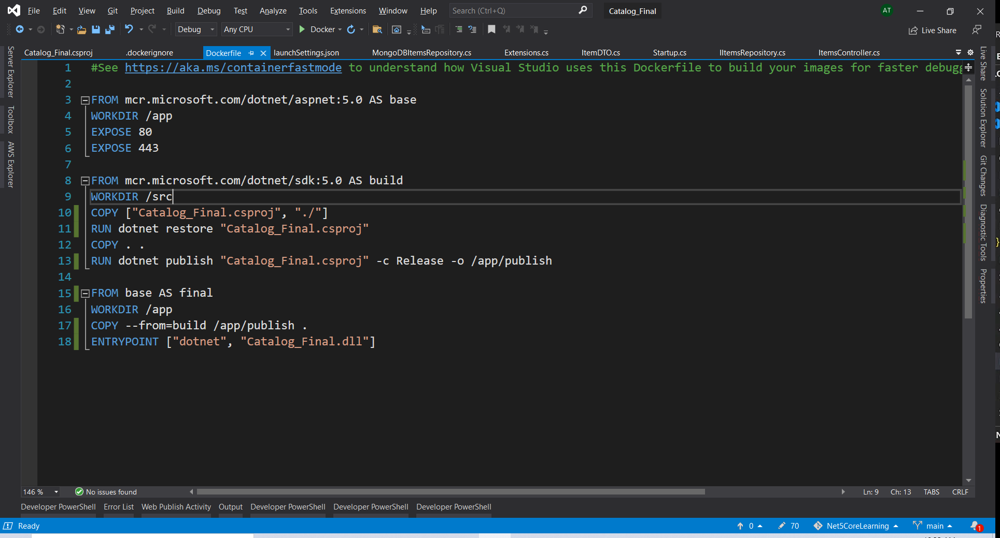 File Edit View Git Project Build Debug Test Analyze Tools Extensions Window Help Search (Ctrl+Q) Catalog_Final AT
Debug Any CPU Docker Live Share
Catalog_Final.csproj .dockerignore Dockerfile launchSettings.json MongoDBItemsRepository.cs Extensions.cs ItemDTO.cs Startup.cs IItemsRepository.cs ItemsController.cs
Server Explorer
Toolbox
AWS Explorer
1 #See https://aka.ms/containerfastmode to understand how Visual Studio uses this Dockerfile to build your images for faster debugg
2
3 FROM mcr.microsoft.com/dotnet/aspnet:5.0 AS base
4 WORKDIR /app
5 EXPOSE 80
6 EXPOSE 443
7
8 FROM mcr.microsoft.com/dotnet/sdk:5.0 AS build
9 WORKDIR /src
10 COPY ["Catalog_Final.csproj", "./"]
11 RUN dotnet restore "Catalog_Final.csproj"
12 COPY . .
13 RUN dotnet publish "Catalog_Final.csproj" -c Release -o /app/publish
14
15 FROM base AS final
16 WORKDIR /app
17 COPY --from=build /app/publish .
18 ENTRYPOINT ["dotnet", "Catalog_Final.dll"]
Live Share
Solution Explorer
Git Changes
Diagnostic Tools
Properties
146 % No issues found Ln: 9 Ch: 13 TABS CRLF
Developer PowerShell Error List Web Publish Activity Output Developer PowerShell Developer PowerShell Developer PowerShell
Ready 0 70 Net5CoreLearning main 1